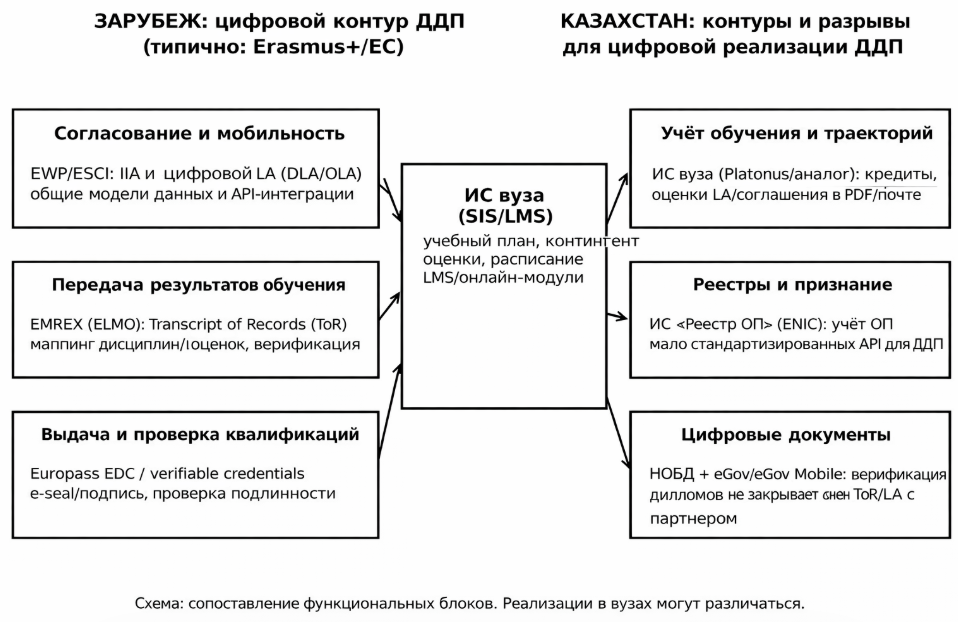 ЗАРУБЕЖ: цифровой контур ДДП
(типично: Erasmus+/EC)
КАЗАХСТАН: контуры и разрывы
для цифровой реализации ДДП
Согласование и мобильность
EWP/ESCI: IIA и цифровой LA (DLA/OLA)
общие модели данных и API-интеграции
Передача результатов обучения
EMREX (ELMO): Transcript of Records (ToR)
маппинг дисциплин/оценок, верификация
Выдача и проверка квалификаций
Europass EDC / verifiable credentials
e-seal/подпись, проверка подлинности
ИС вуза
(SIS/LMS)
учебный план, контингент
оценки, расписание
LMS/онлайн-модули
Учёт обучения и траекторий
ИС вуза (Platonus/аналог): кредиты,
оценки LA/соглашения в PDF/почте
Реестры и признание
ИС <Реестр ОП> (ENIC): учёт ОП
мало стандартизированных API для ДДП
Цифровые документы
НОБД + eGov/eGov Mobile: верификация
дилломов не закрывает ToR/LA с
партнером
Схема: сопоставление функциональных блоков. Реализации в вузах могут различаться.